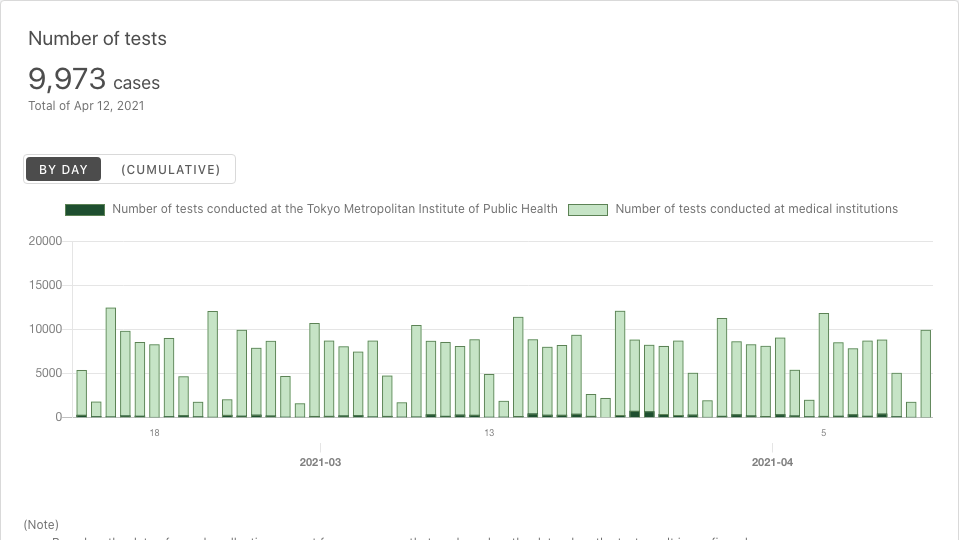 Number of tests
9,973 cases
Total of Apr 12, 2021
BY DAY (CUMULATIVE)
Number of tests conducted at the Tokyo Metropolitan Institute of Public Health Number of tests conducted at medical institutions
20000
15000
10000
5000
0
18 13 5
2021-03 2021-04
(Note)